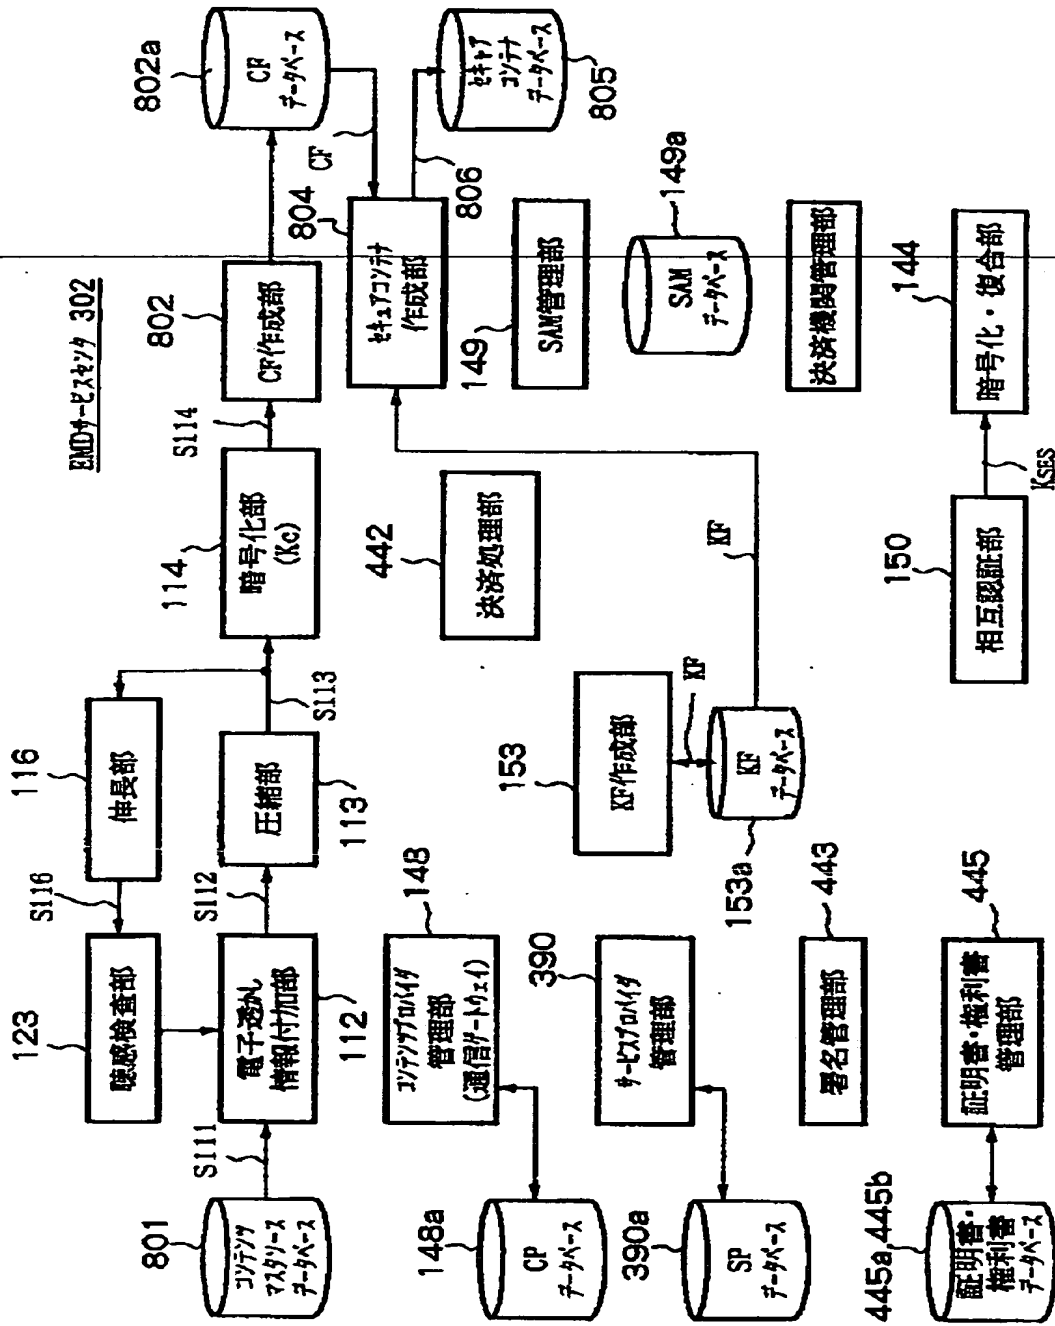 EMDサービスセンタ 302
801
コンテンツ
マスタソース
データベース
S111
123
聴感検査部
電子透かし
情報付加部
112
S116
S112
116
伸長部
圧縮部
113
S113
114
暗号化部
(Kc)
S114
802
CF作成部
802a
CF
データベース
CF
804
セキュアコンテナ
作成部
806
セキャア
コンテナ
データベース
805
148a
CP
データベース
148
コンテンツプロバイダ
管理部
(通信ゲートウェイ)
442
決済処理部
149
SAM管理部
149a
SAM
データベース
390a
SP
データベース
390
サービスプロバイダ
管理部
153
KF作成部
KF
153a
KF
データベース
KF
443
署名管理部
決済機関管理部
445a, 445b
証明書・
権利書
データベース
445
証明書・権利書
管理部
150
相互認証部
KSES
144
暗号化・復合部